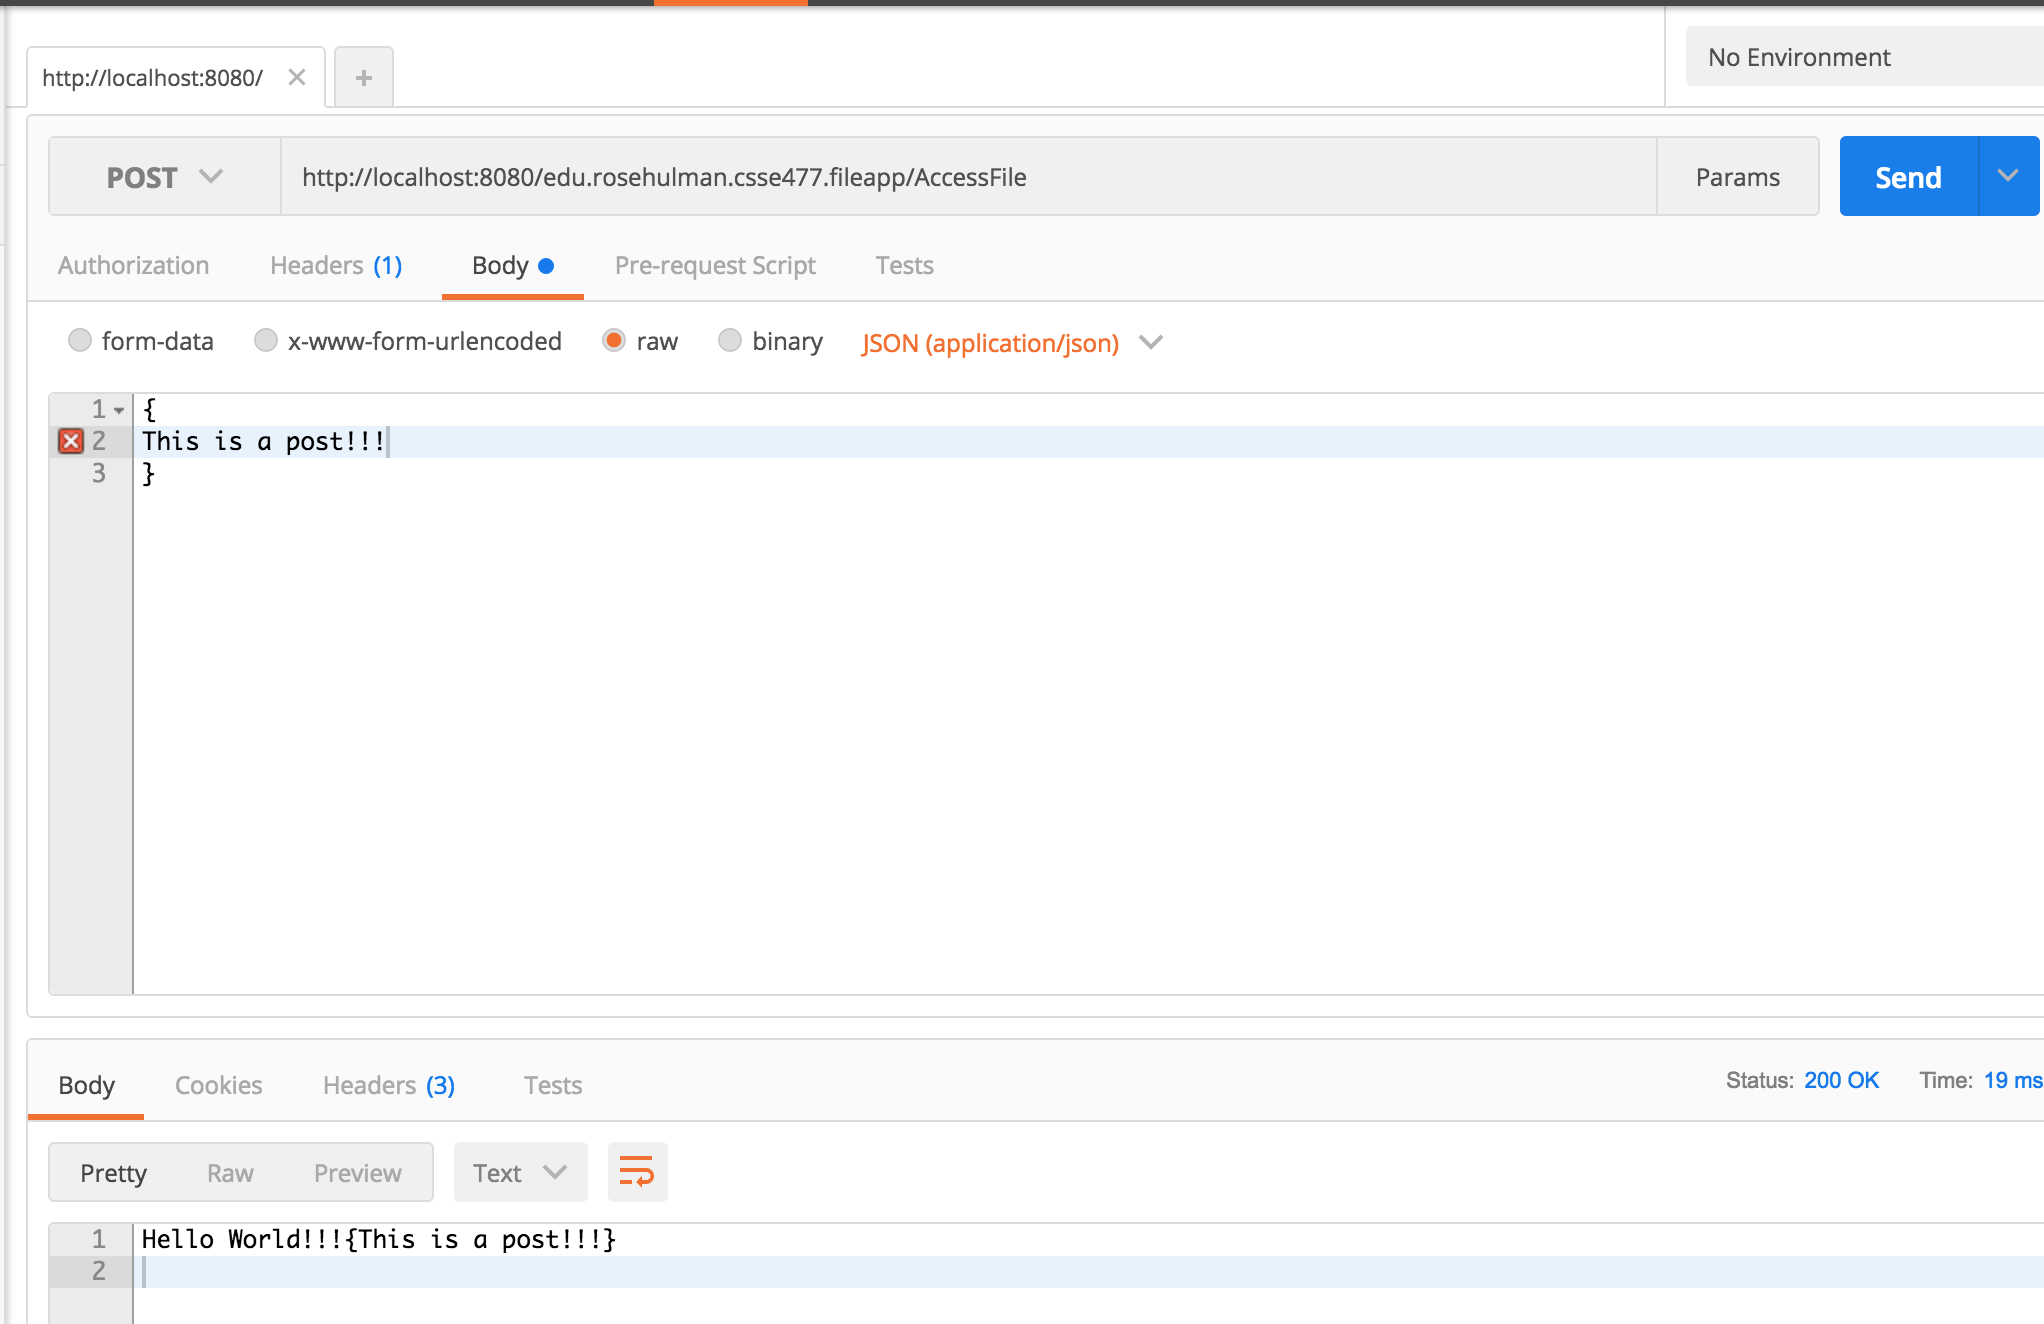 http://localhost:8080/
No Environment
POST http://localhost:8080/edu.rosehulman.csse477.fileapp/AccessFile Params Send
Authorization Headers (1) Body Pre-request Script Tests
form-data x-www-form-urlencoded raw binary JSON (application/json)
1 {
2 This is a post!!!
3 }
Body Cookies Headers (3) Tests Status: 200 OK Time: 19 ms
Pretty Raw Preview Text
1 Hello World!!!{This is a post!!!}
2